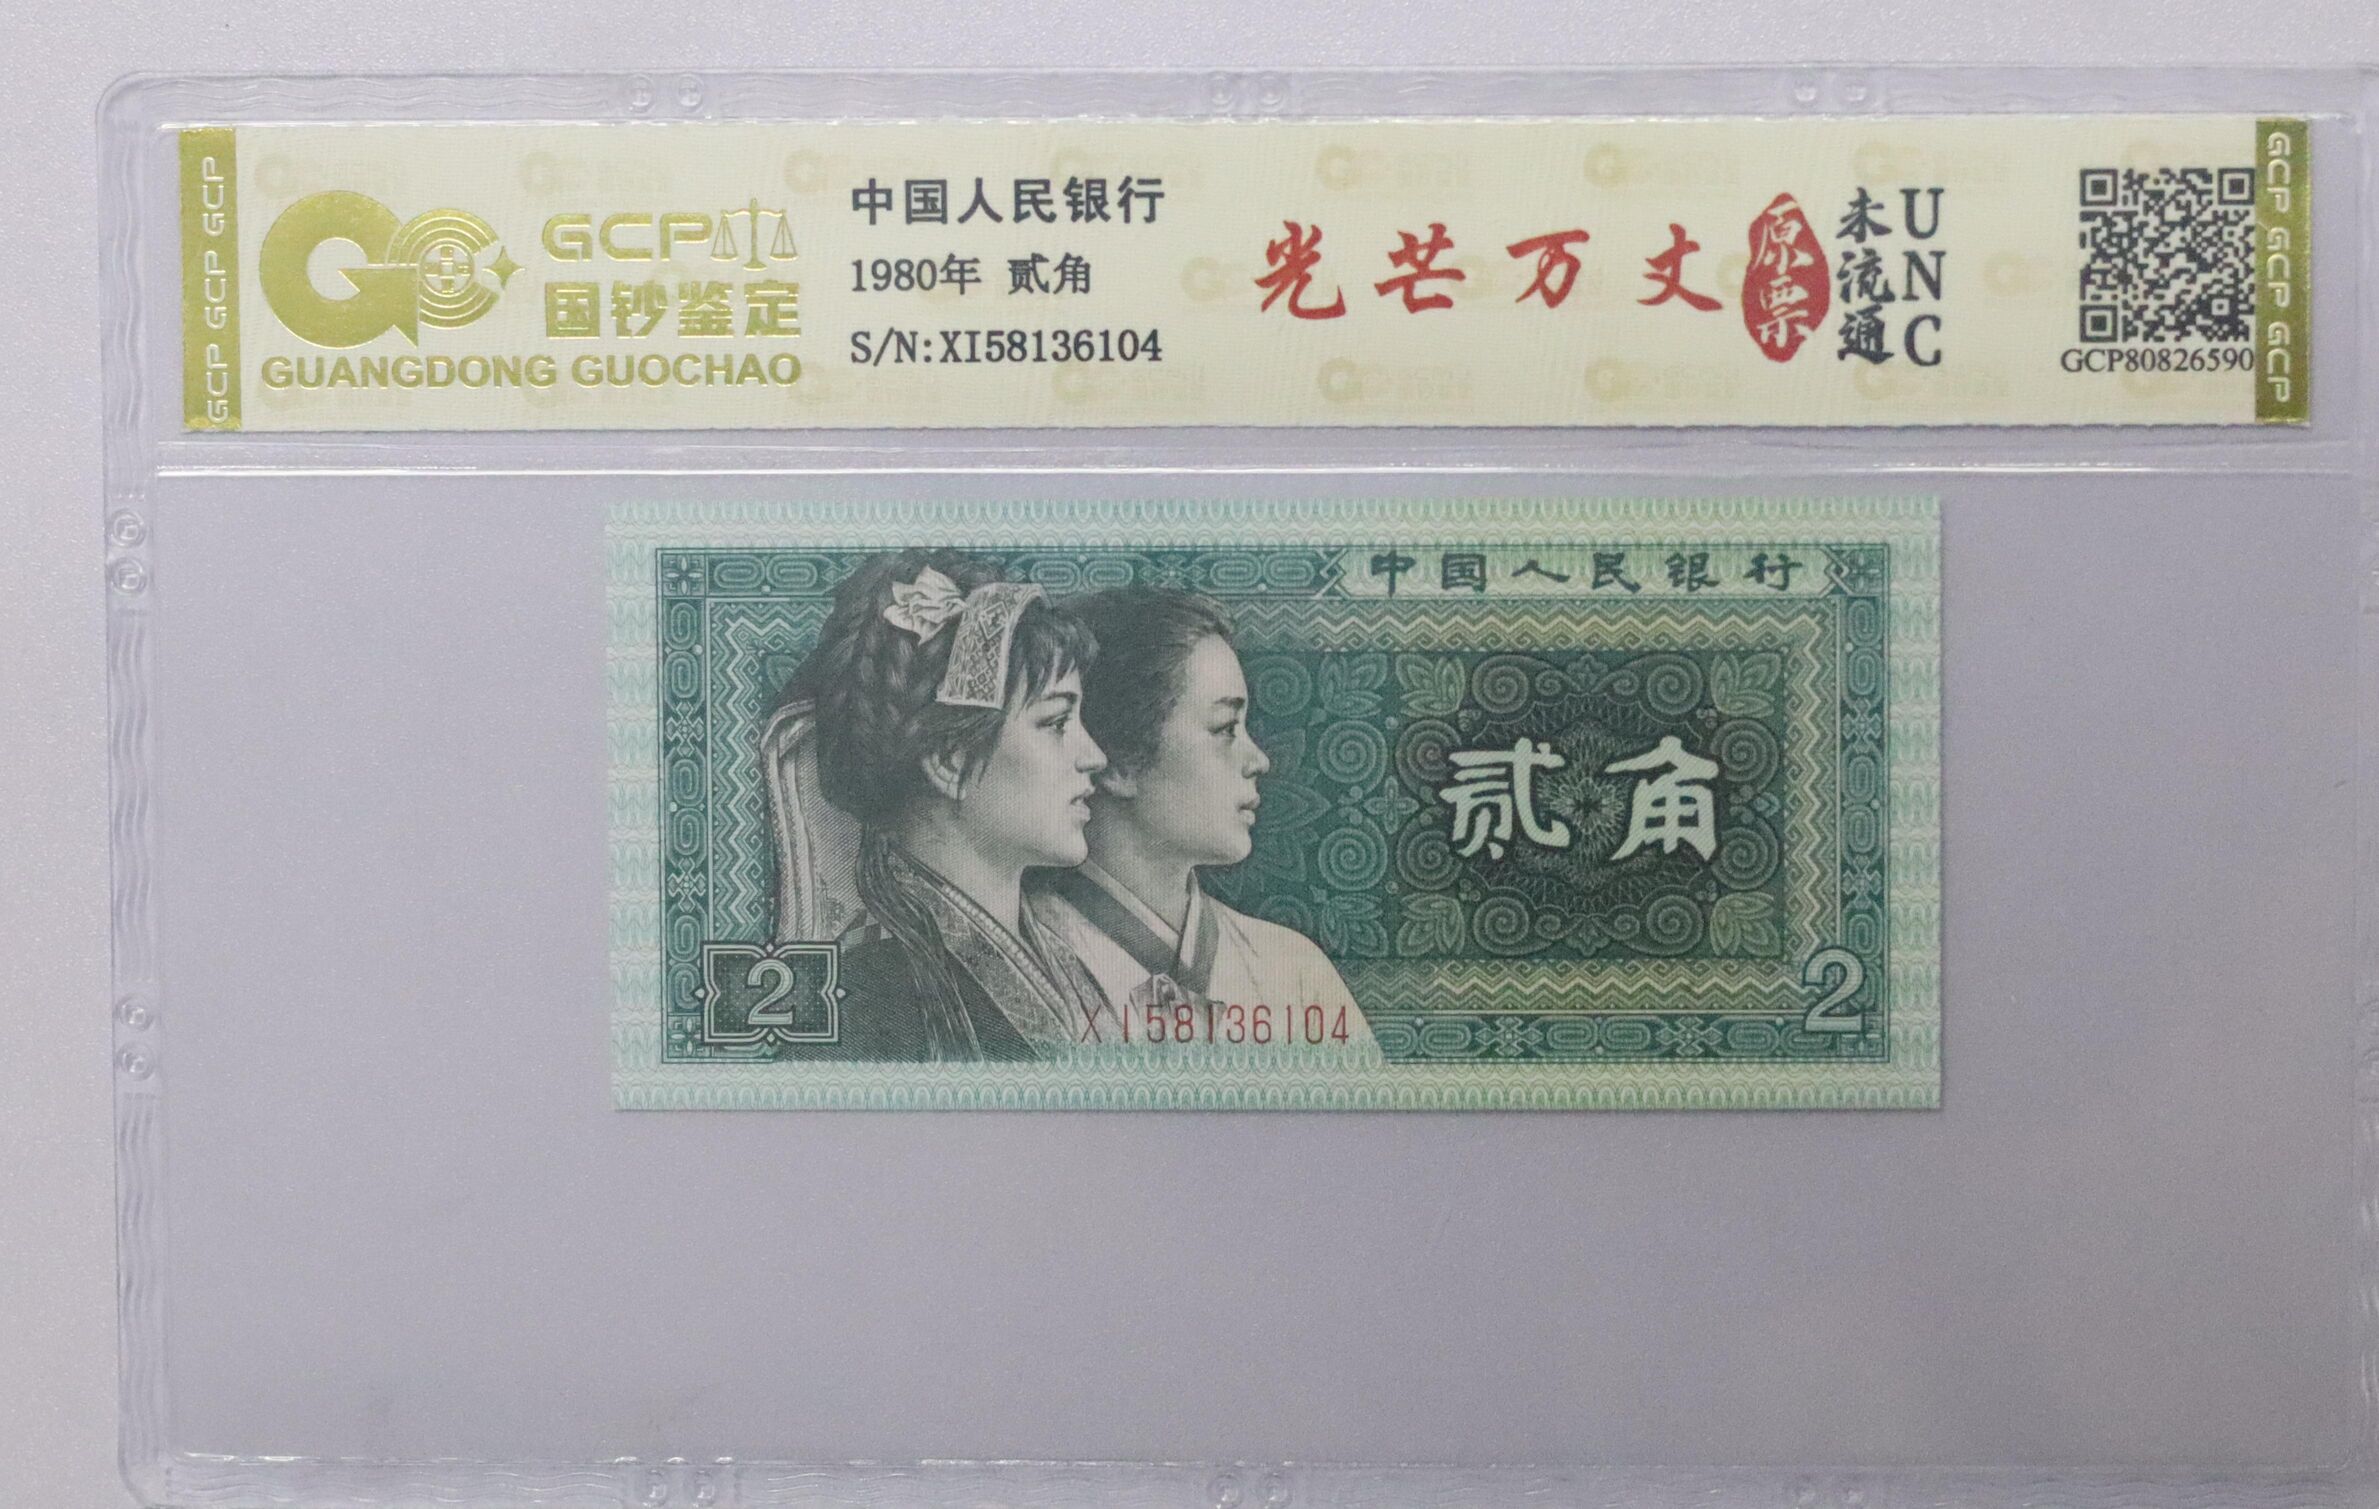 GCP GCP GCP
GCP
国钞鉴定
GUANGDONG GUOCHAO
中国人民银行
1980年 贰角
S/N:XI58136104
光芒万丈
原票
未流通
UNC
GCP80826590
GCP GCP GCP
中国人民银行
贰角
2
XI58136104
2